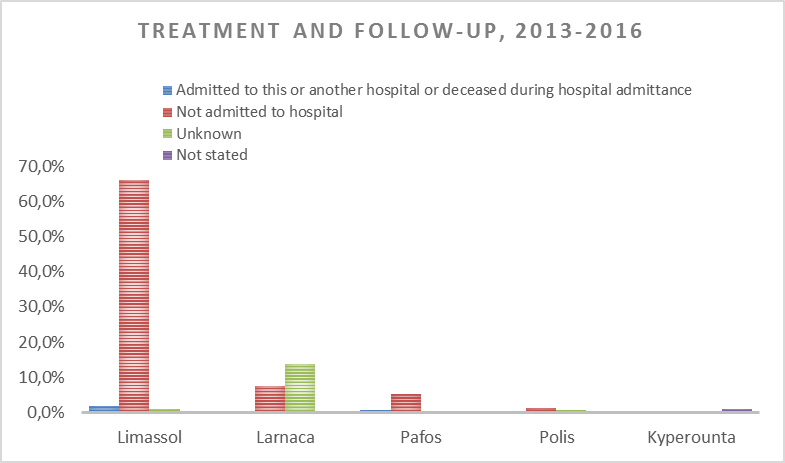 TREATMENT AND FOLLOW-UP, 2013-2016
Admitted to this or another hospital or deceased during hospital admittance
Not admitted to hospital
Unknown
Not stated
70,0%
60,0%
50,0%
40,0%
30,0%
20,0%
10,0%
0,0%
Limassol Larnaca Pafos Polis Kyperounta